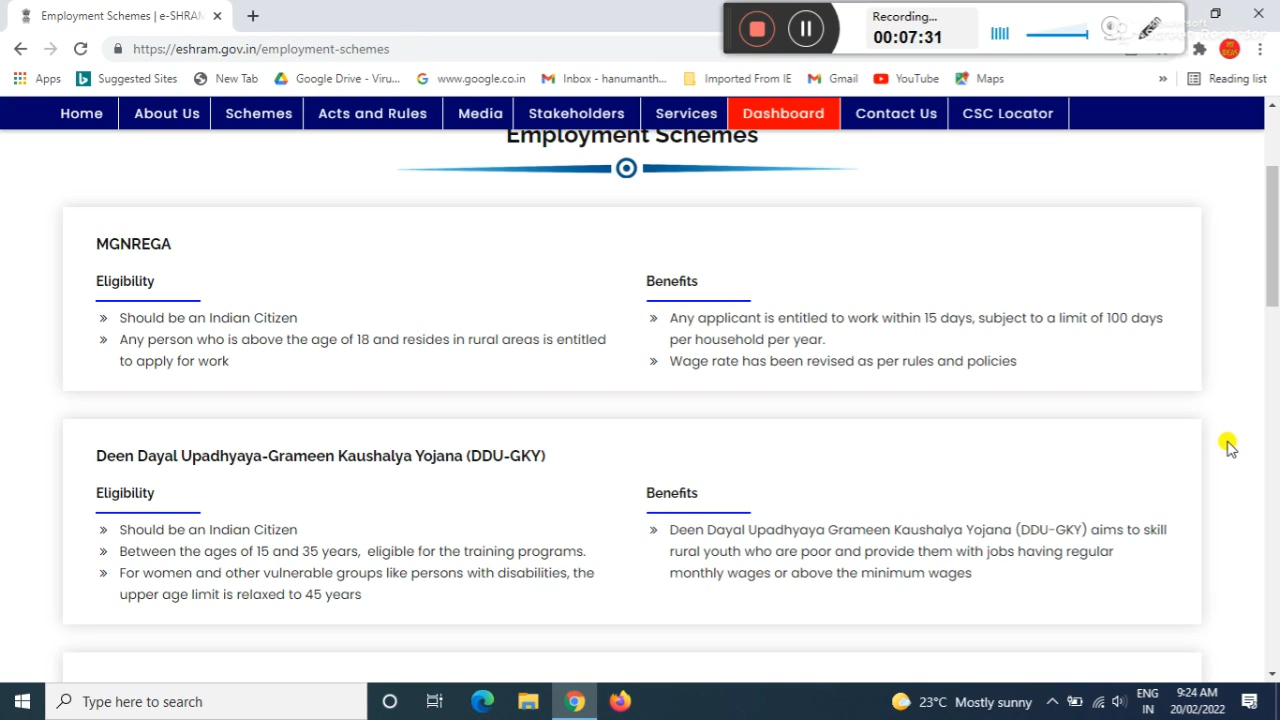 Employment Schemes | e-SHRAM
Recording...
00:07:31
https://eshram.gov.in/employment-schemes
Apps
Suggested Sites
New Tab
Google Drive - Viru...
www.google.co.in
Inbox - hanumanth...
Imported From IE
Gmail
YouTube
Maps
»
Reading list
Home
About Us
Schemes
Acts and Rules
Media
Stakeholders
Services
Dashboard
Contact Us
CSC Locator
Employment Schemes
MGNREGA
Eligibility
Should be an Indian Citizen
Any person who is above the age of 18 and resides in rural areas is entitled
to apply for work
Benefits
Any applicant is entitled to work within 15 days, subject to a limit of 100 days
per household per year.
Wage rate has been revised as per rules and policies
Deen Dayal Upadhyaya-Grameen Kaushalya Yojana (DDU-GKY)
Eligibility
Should be an Indian Citizen
Between the ages of 15 and 35 years, eligible for the training programs.
For women and other vulnerable groups like persons with disabilities, the
upper age limit is relaxed to 45 years
Benefits
Deen Dayal Upadhyaya Grameen Kaushalya Yojana (DDU-GKY) aims to skill
rural youth who are poor and provide them with jobs having regular
monthly wages or above the minimum wages
Type here to search
23°C Mostly sunny
ENG
IN
9:24 AM
20/02/2022